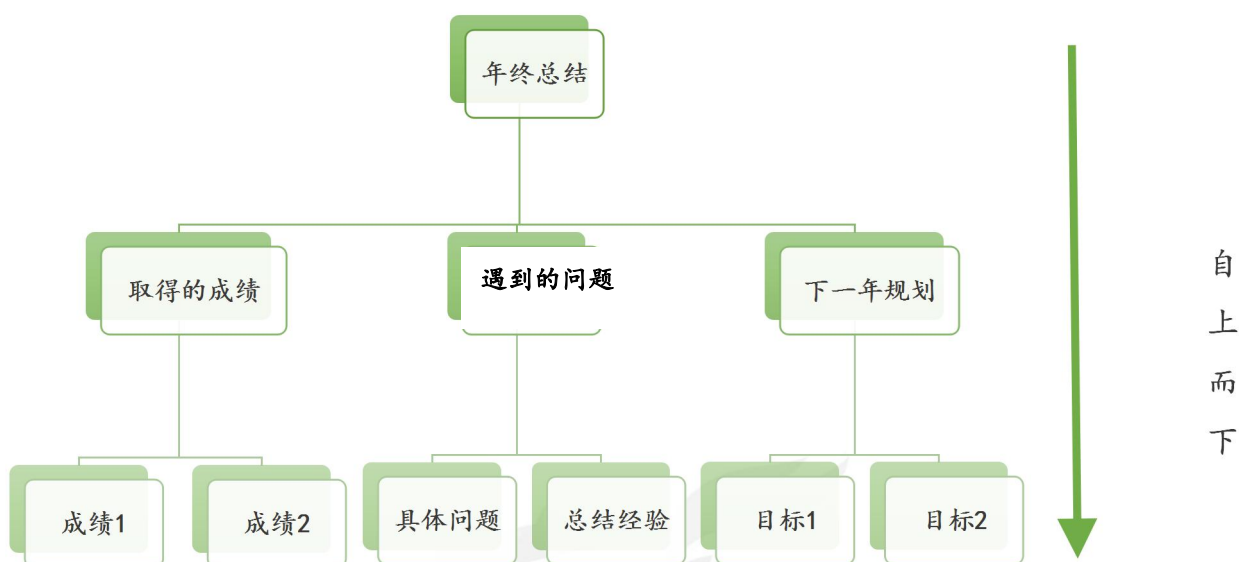 年终总结
取得的成绩
遇到的问题
下一年规划
成绩1
成绩2
具体问题
总结经验
目标1
目标2
自
上
而
下